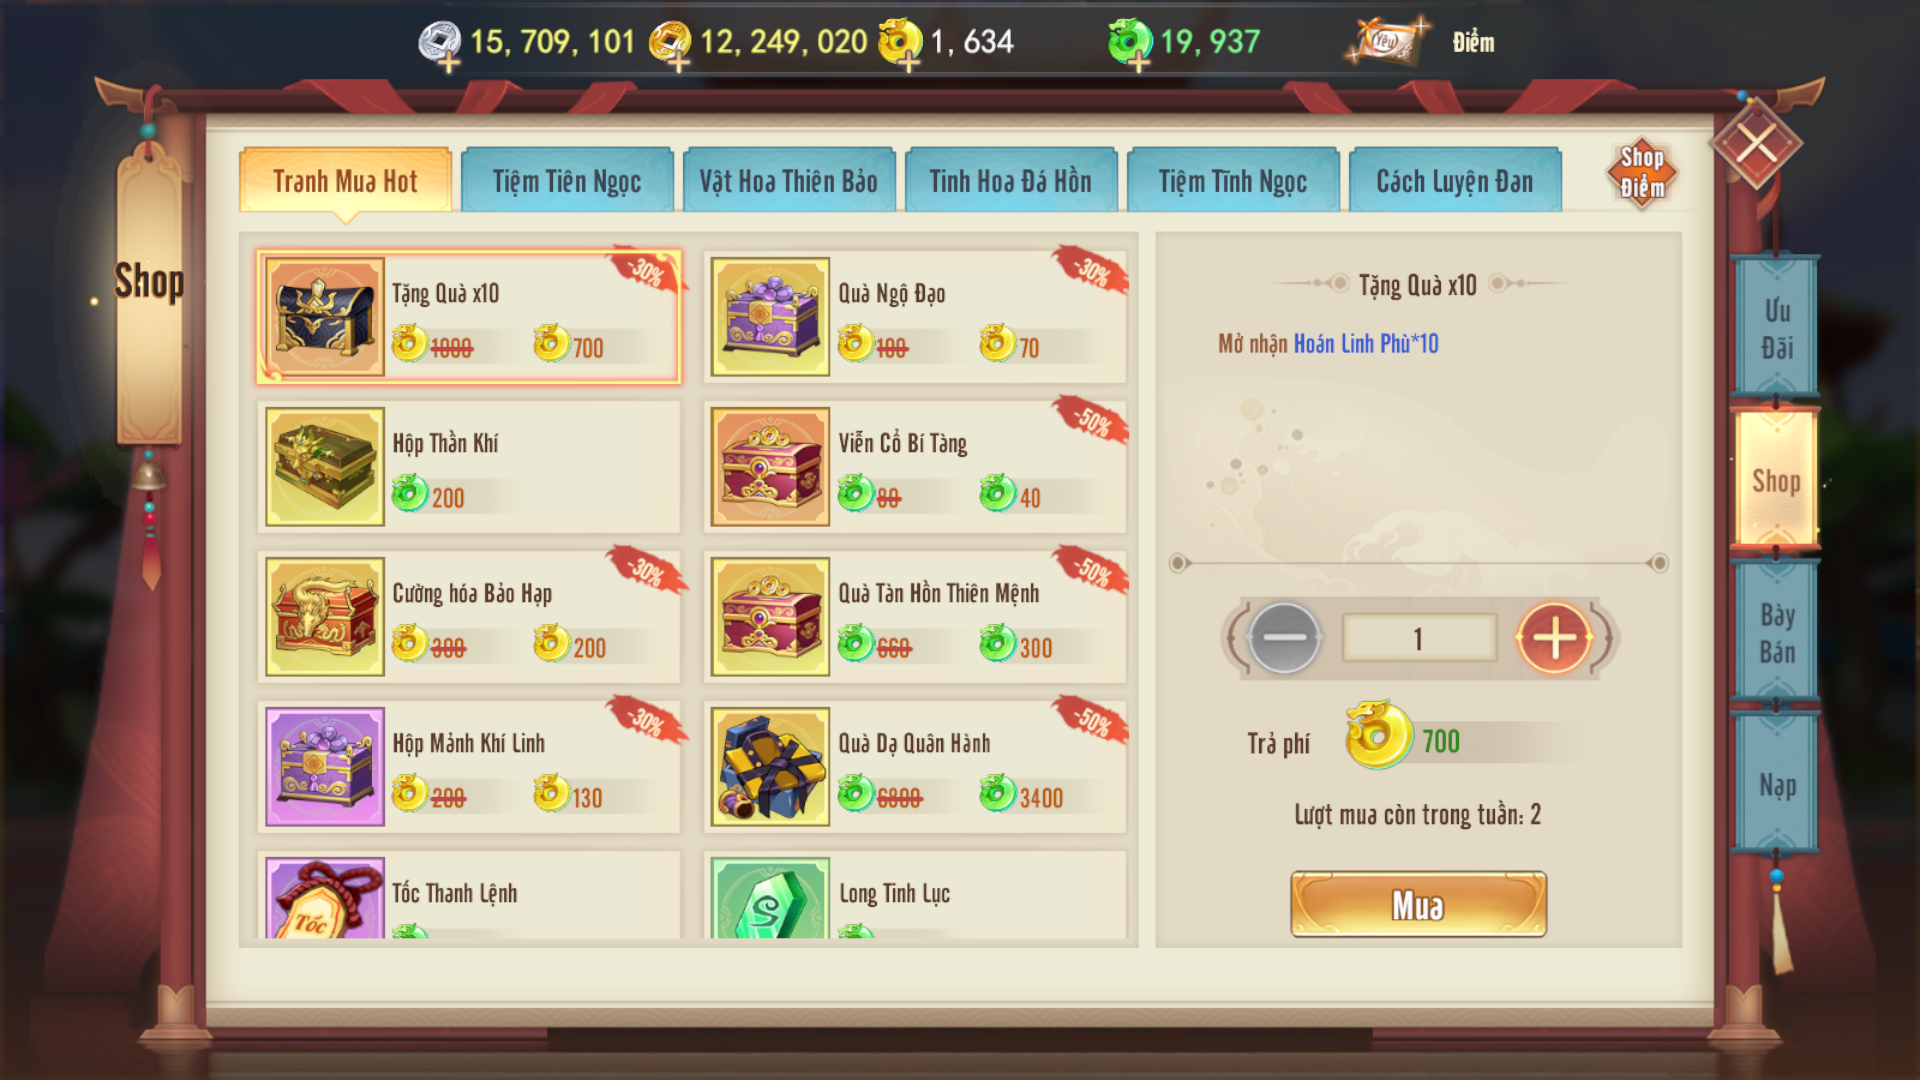 15,709,101 12,249,020 1,634 19,937 Yêu Điểm
Shop
Tranh Mua Hot
Tiệm Tiên Ngọc
Vật Hoa Thiên Bảo
Tinh Hoa Đá Hồn
Tiệm Tĩnh Ngọc
Cách Luyện Đan
Shop
Điểm
Tặng Quà x10
-30%
1000 700
Quà Ngộ Đạo
-30%
100 70
Hộp Thần Khí
200
Viễn Cổ Bí Tàng
-50%
80 40
Cường hóa Bảo Hạp
-30%
300 200
Quà Tàn Hồn Thiên Mệnh
-50%
660 300
Hộp Mảnh Khí Linh
-30%
200 130
Quà Dạ Quân Hành
-50%
6800 3400
Tốc Thanh Lệnh
Tốc
Long Tinh Lục
Tặng Quà x10
Mở nhận Hoán Linh Phù*10
1
Trả phí 700
Lượt mua còn trong tuần: 2
Mua
Ưu
Đãi
Shop
Bày
Bán
Nạp